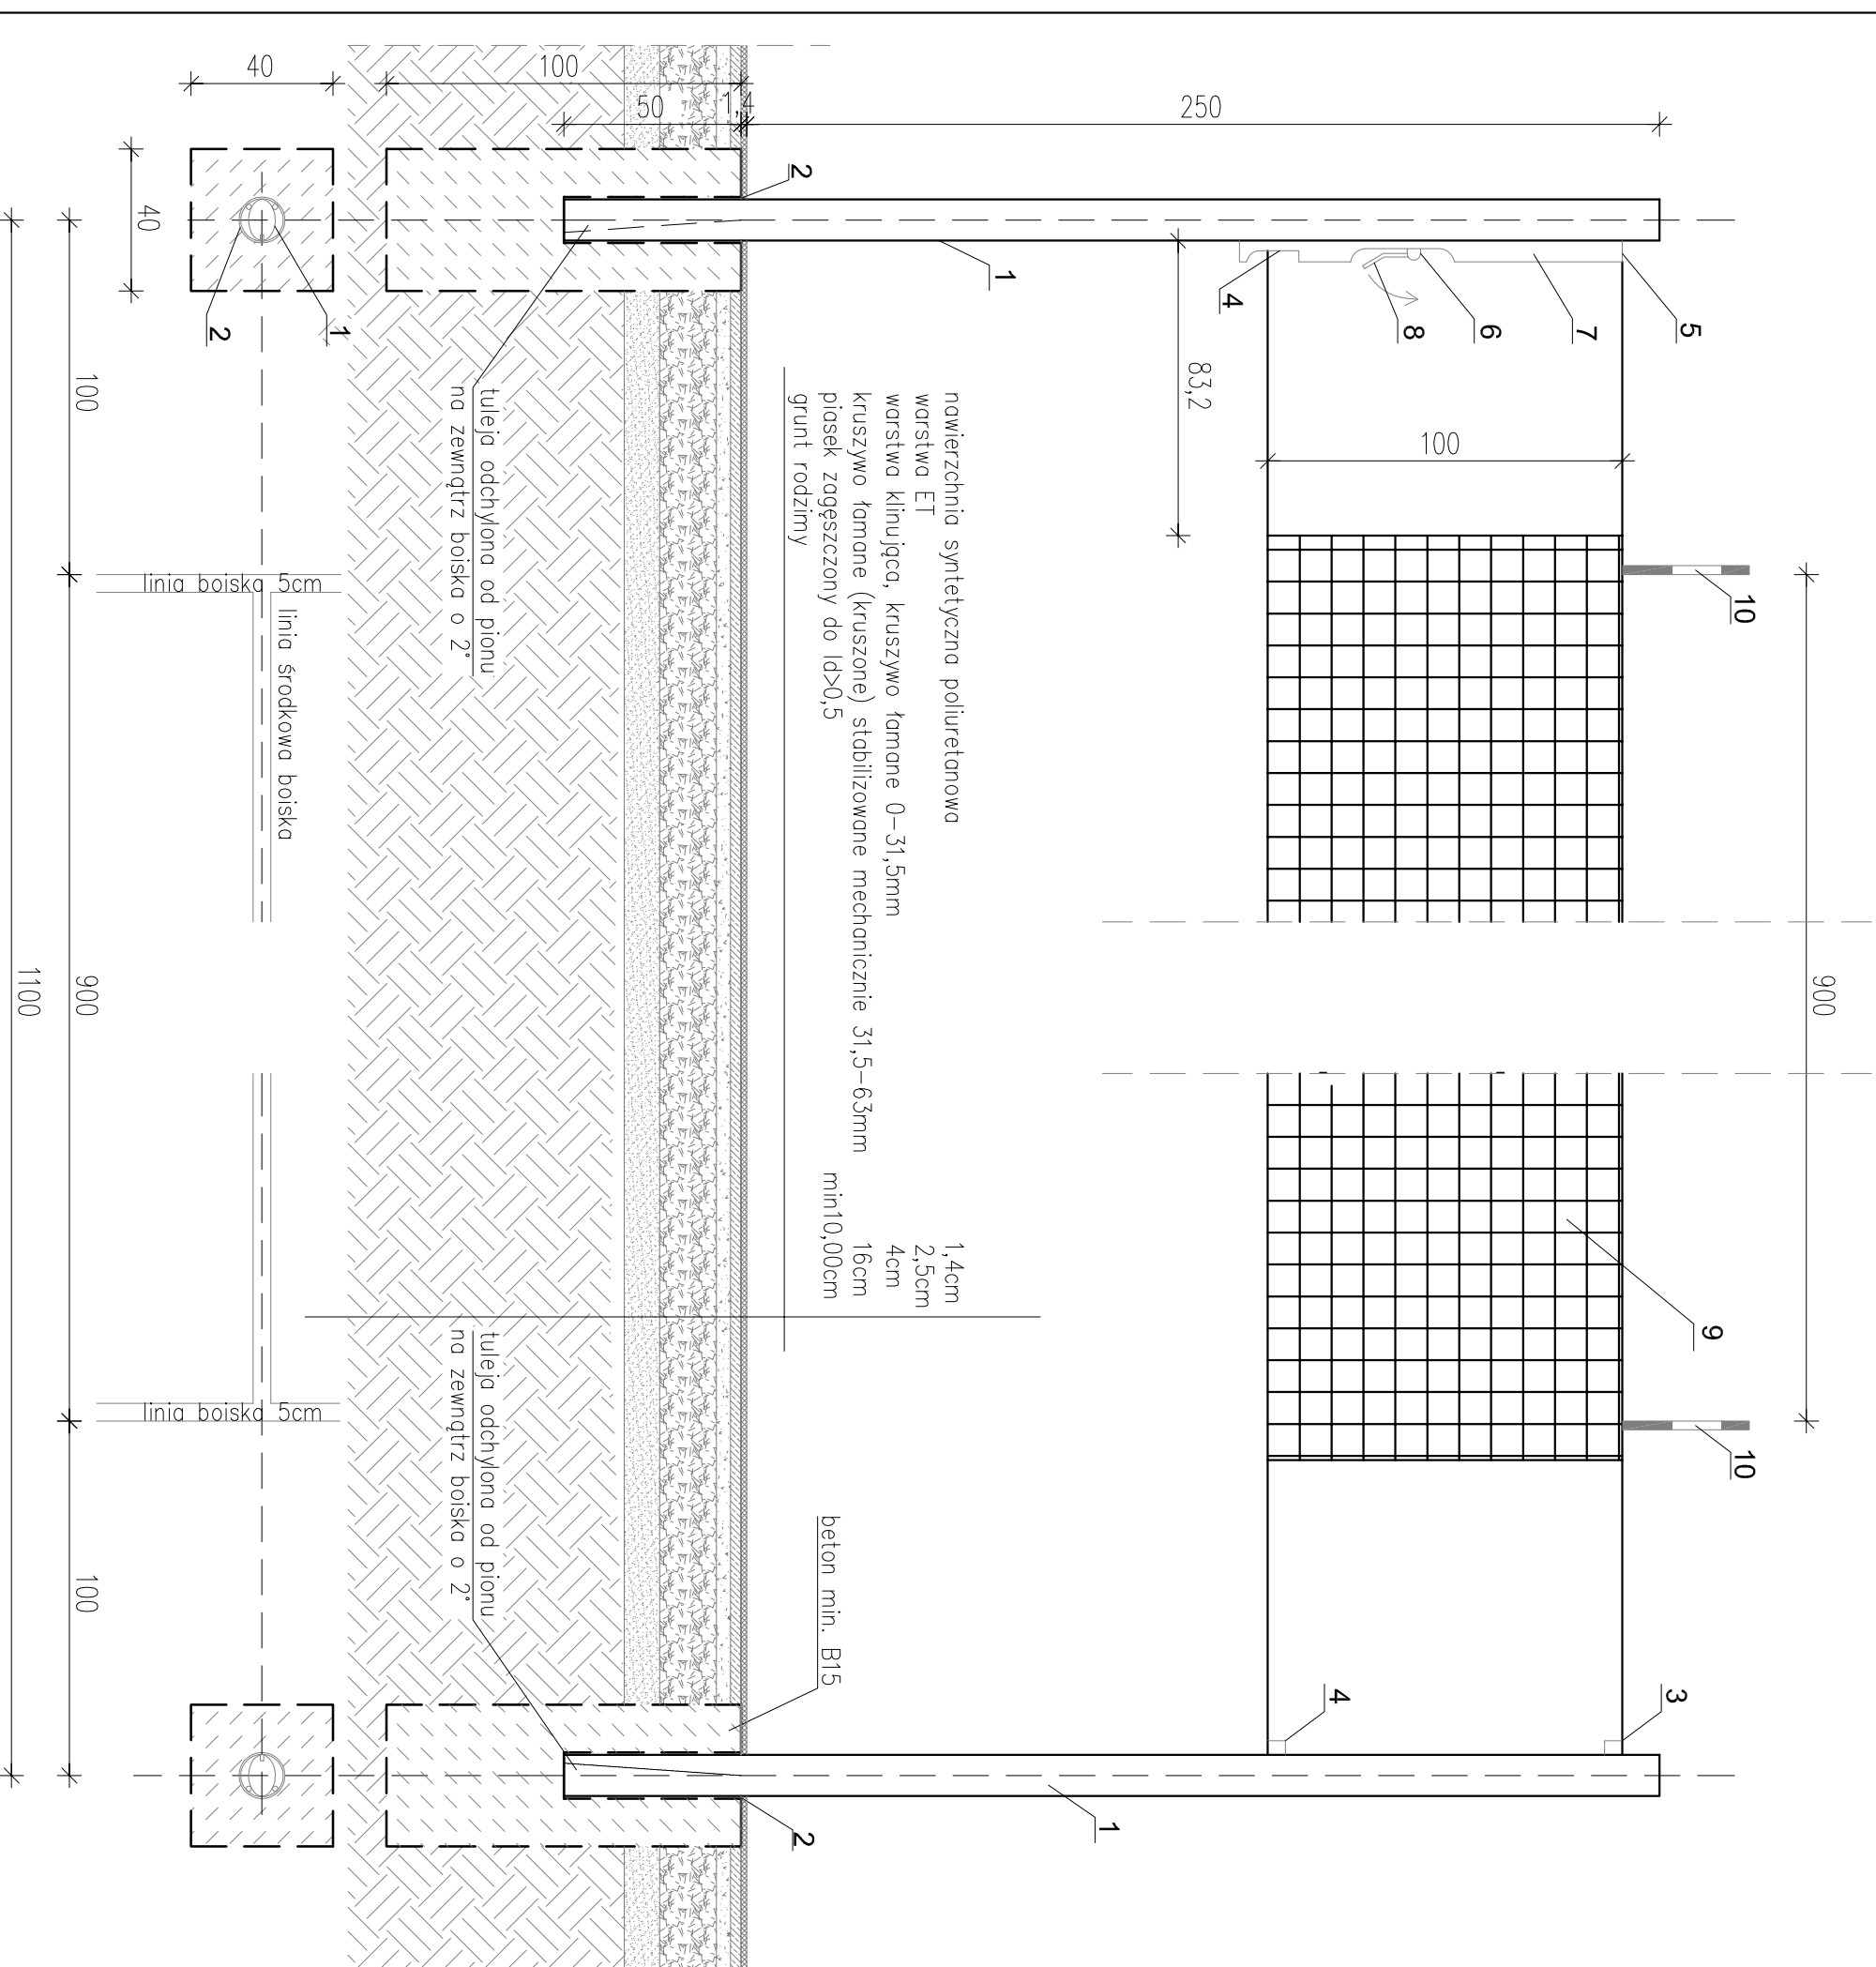 900
10
10
5
7
6
8
4
9
3
4
100
83,2
250
1
1
2
2
nawierzchnia syntetyczna poliuretanowa 1,4cm
warstwa ET 2,5cm
warstwa klinująca, kruszywo łamane 0-31,5mm 4cm
kruszywo łamane (kruszone) stabilizowane mechanicznie 31,5-63mm 16cm
piasek zagęszczony do Id>0,5 min10,00cm
grunt rodzimy
beton min. B15
1,4
50
100
tuleja odchylona od pionu
na zewnątrz boiska o 2°
tuleja odchylona od pionu
na zewnątrz boiska o 2°
40
40
1
2
linia środkowa boiska
linia boiska 5cm
linia boiska 5cm
100
900
100
1100